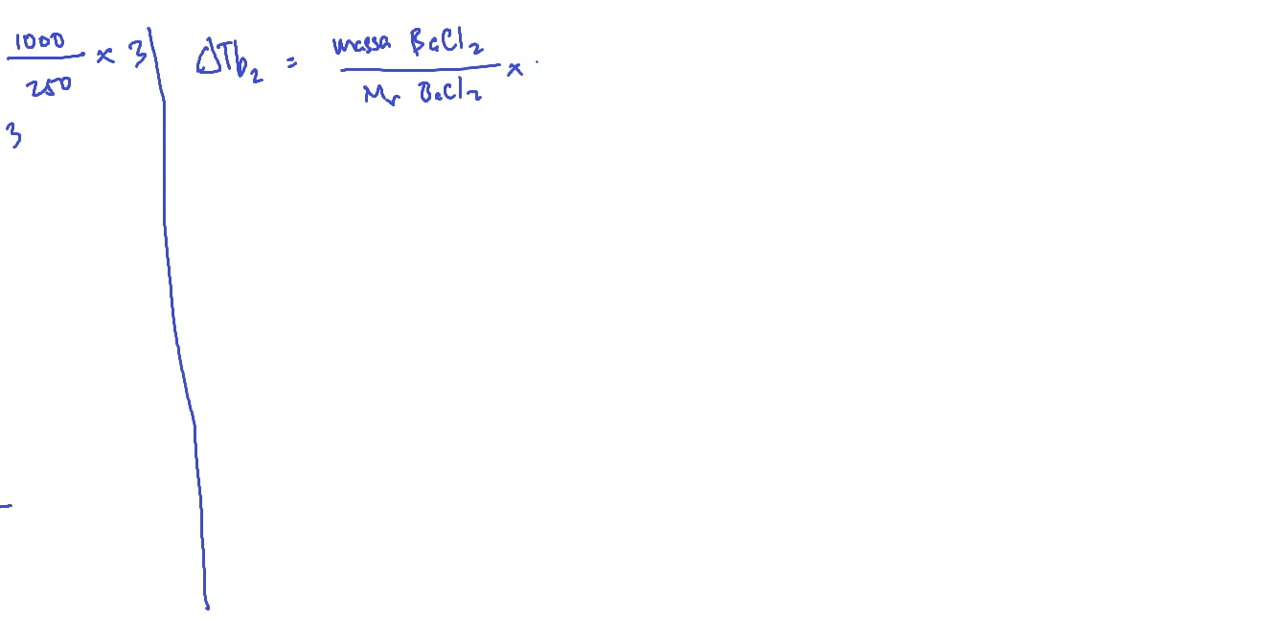 1000/250 × 3
3
ΔTb₂ = massa BaCl₂/Mr BaCl₂ ×